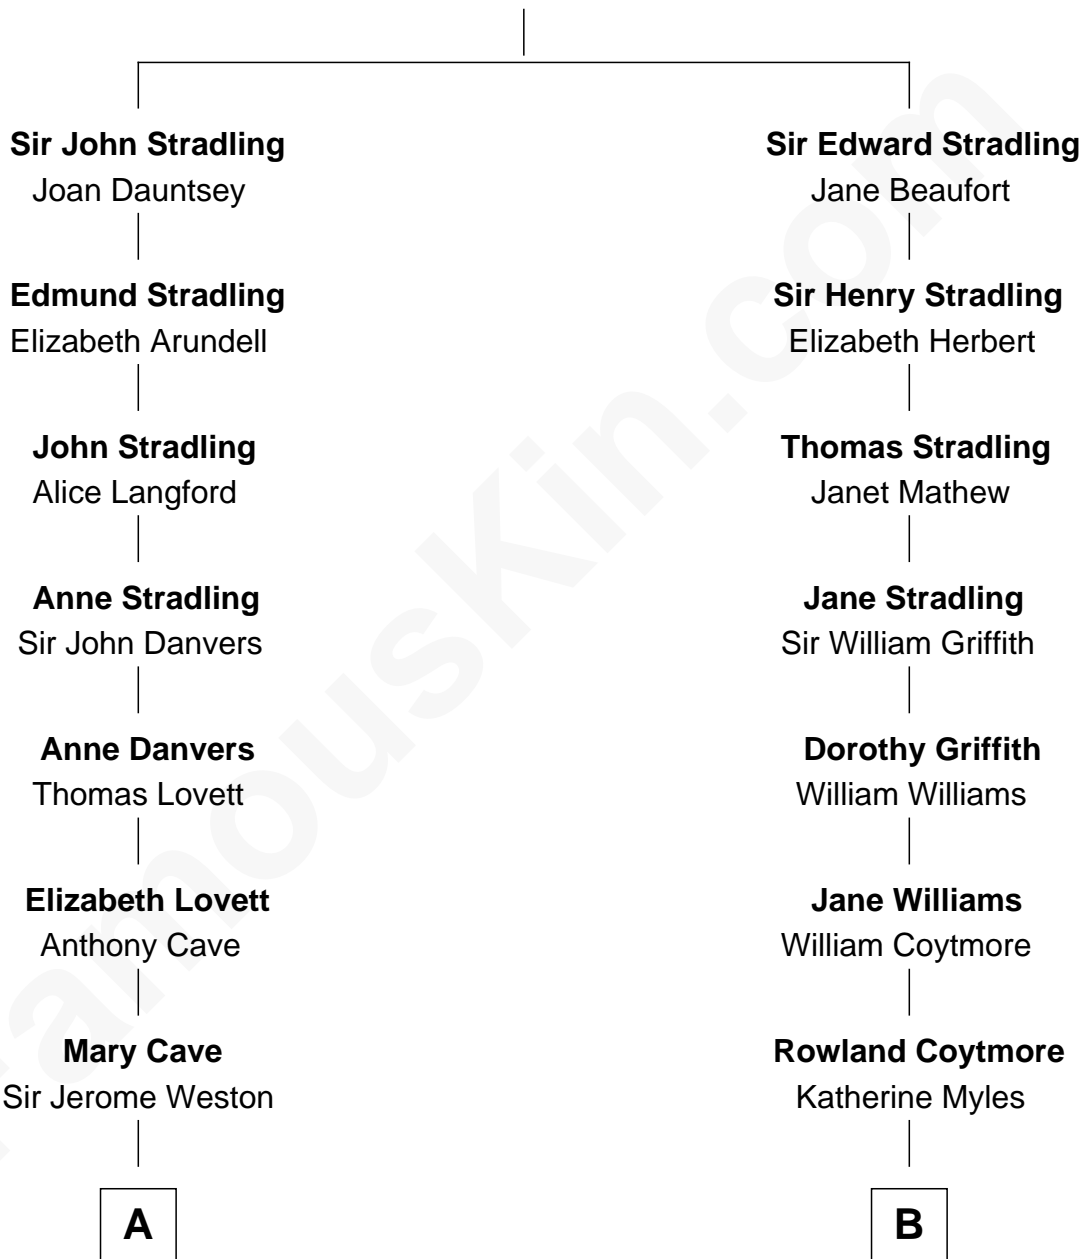 Sir John Stradling
Joan Dauntsey
Edmund Stradling
Elizabeth Arundell
John Stradling
Alice Langford
Anne Stradling
Sir John Danvers
Anne Danvers
Thomas Lovett
Elizabeth Lovett
Anthony Cave
Mary Cave
Sir Jerome Weston
A
Sir Edward Stradling
Jane Beaufort
Sir Henry Stradling
Elizabeth Herbert
Thomas Stradling
Janet Mathew
Jane Stradling
Sir William Griffith
Dorothy Griffith
William Williams
Jane Williams
William Coytmore
Rowland Coytmore
Katherine Myles
B
FamousKin.com